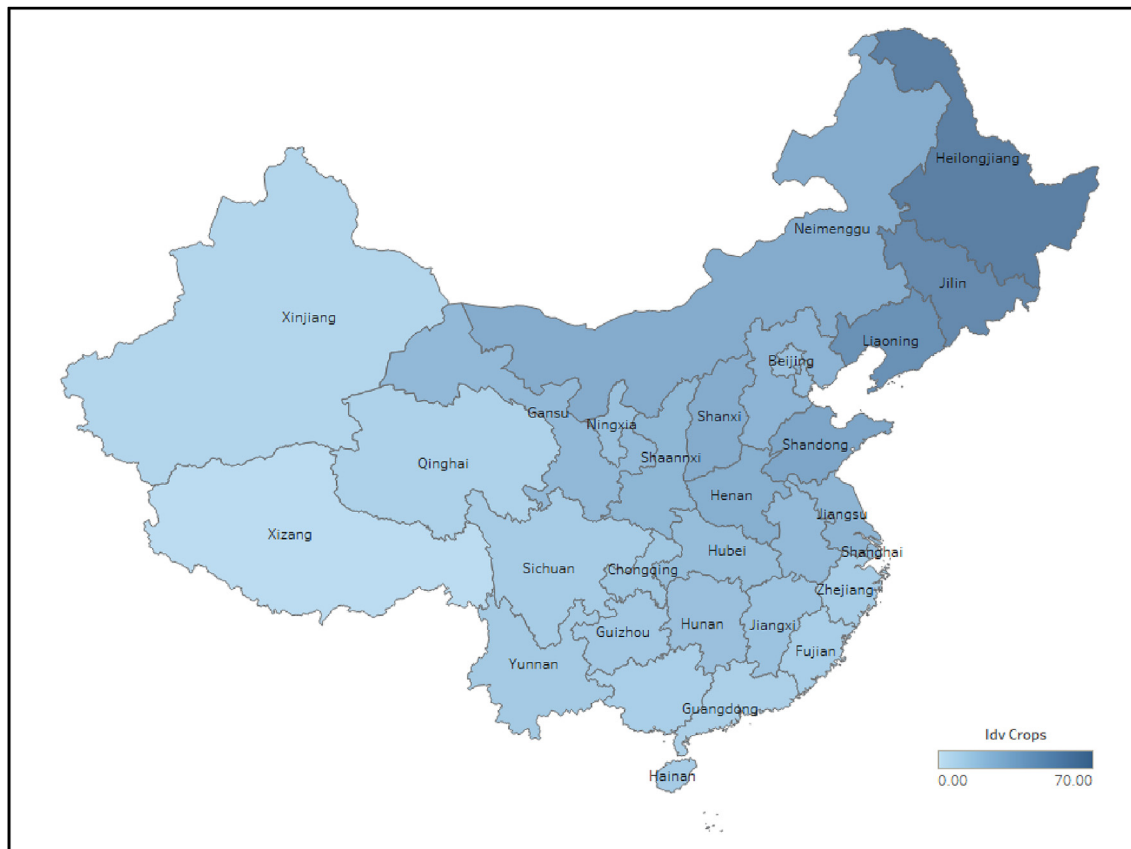 Heilongjiang
Neimenggu
Jilin
Xinjiang
Liaoning
Beijing
Gansu
Ningxia
Shanxi
Shandong
Qinghai
Shaannxi
Henan
Jiangsu
Xizang
Hubei
Shanghai
Sichuan
Chongqing
Zhejiang
Guizhou
Hunan
Jiangxi
Yunnan
Fujian
Guangdong
Idv Crops
Hainan
0.00 70.00